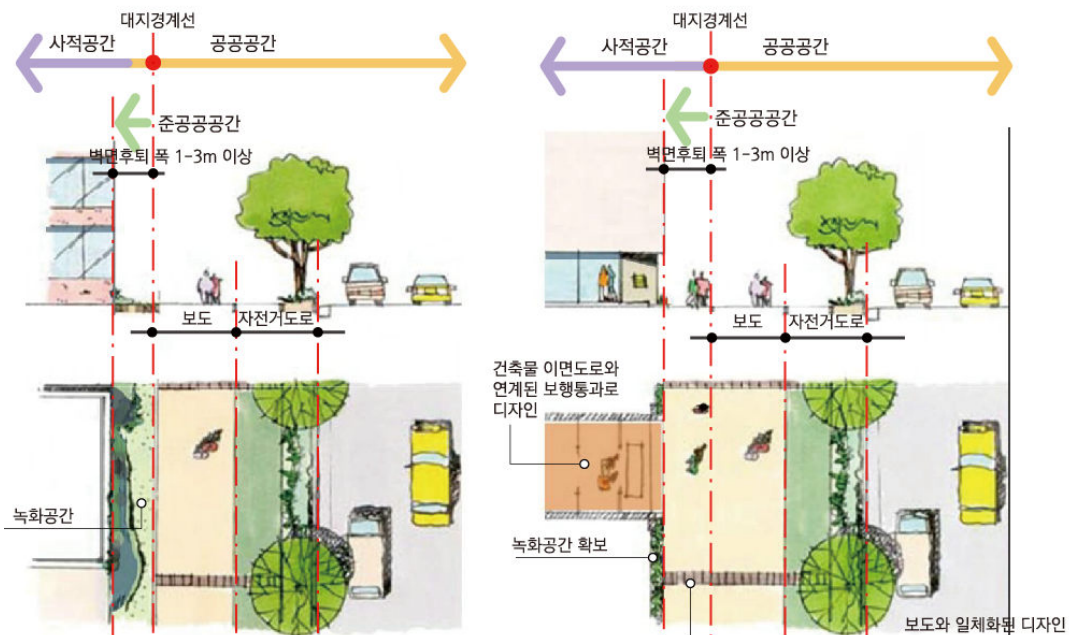 대지경계선
사적공간
공공공간
준공공공간
벽면후퇴 폭 1-3m 이상
보도
자전거도로
녹화공간
대지경계선
사적공간
공공공간
준공공공간
벽면후퇴 폭 1-3m 이상
보도
자전거도로
건축물 이면도로와
연계된 보행통과로
디자인
녹화공간 확보
보도와 일체화된 디자인